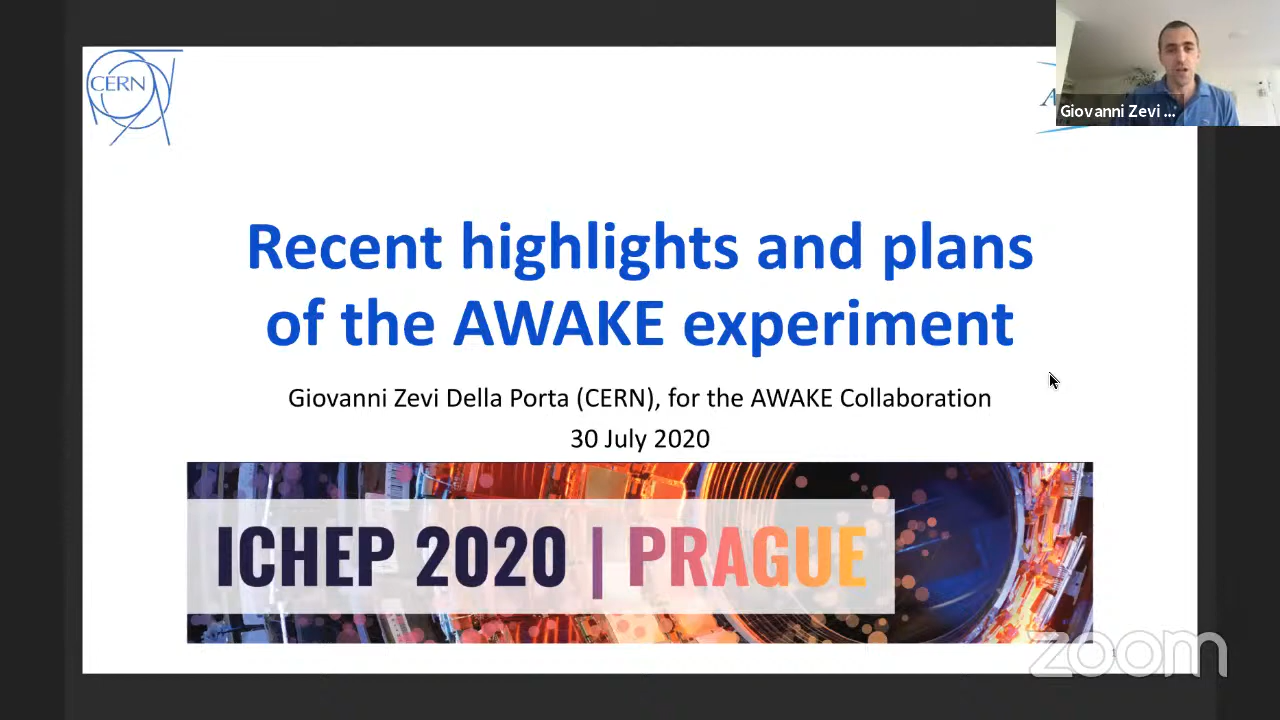 CERN
A
Giovanni Zevi ...
Recent highlights and plans
of the AWAKE experiment
Giovanni Zevi Della Porta (CERN), for the AWAKE Collaboration
30 July 2020
ICHEP 2020 | PRAGUE
1
zoom